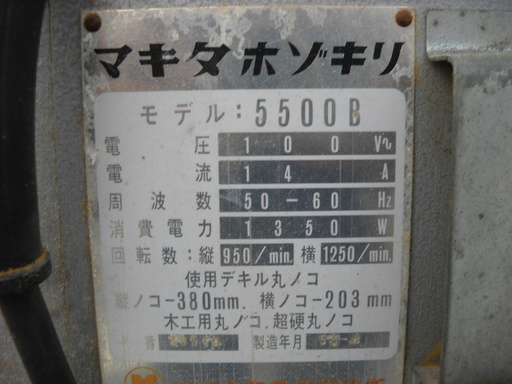 マキタホゾキリ
モデル:5500B
電圧 100 V~
電流 14 A
周波数 50-60 Hz
消費電力 1350 W
回転数:縦 950/min. 横 1250/min.
使用デキル丸ノコ
縦ノコ-380mm. 横ノコ-203mm
木工用丸ノコ.超硬丸ノコ
番 製造年月